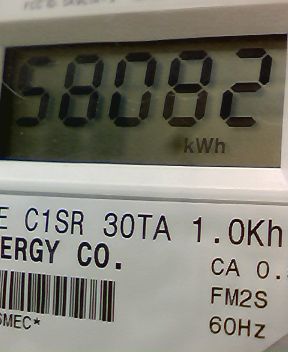 58082
kWh
E C1SR 30TA 1.0Kh
ERGY CO.
CA 0.
FM2S
SMEC*
60Hz